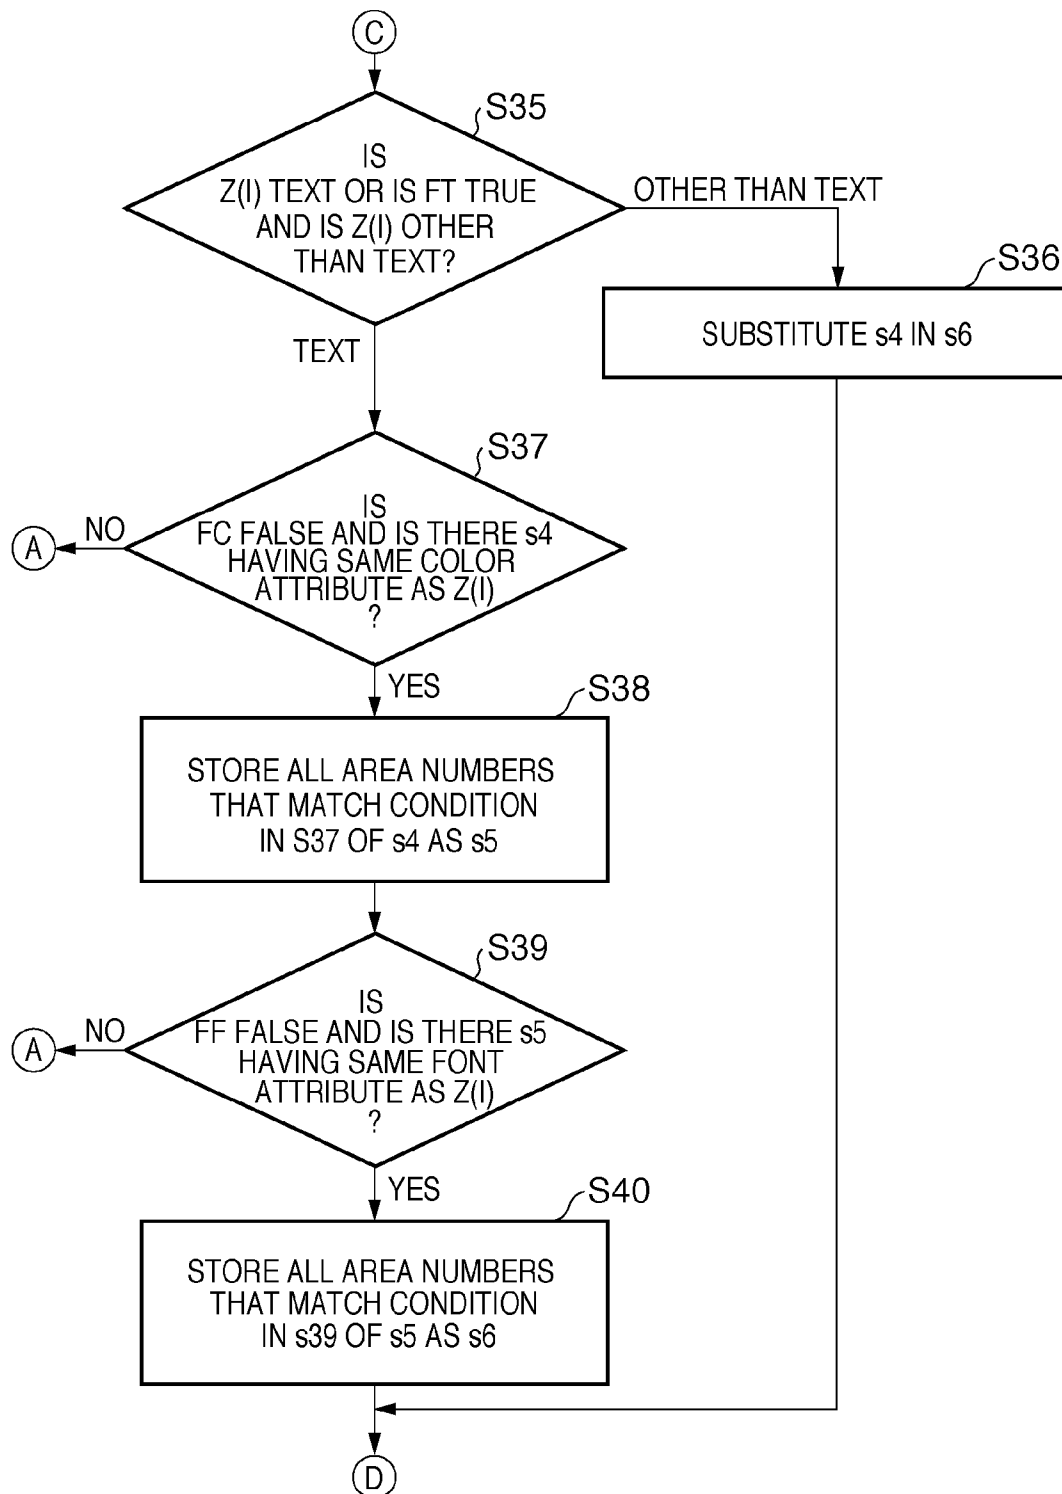 C
S35
IS
Z(I) TEXT OR IS FT TRUE
AND IS Z(I) OTHER
THAN TEXT?
OTHER THAN TEXT
S36
SUBSTITUTE s4 IN s6
TEXT
S37
IS
FC FALSE AND IS THERE s4
HAVING SAME COLOR
ATTRIBUTE AS Z(I)
?
NO
A
YES
S38
STORE ALL AREA NUMBERS
THAT MATCH CONDITION
IN S37 OF s4 AS s5
S39
IS
FF FALSE AND IS THERE s5
HAVING SAME FONT
ATTRIBUTE AS Z(I)
?
NO
A
YES
S40
STORE ALL AREA NUMBERS
THAT MATCH CONDITION
IN s39 OF s5 AS s6
D